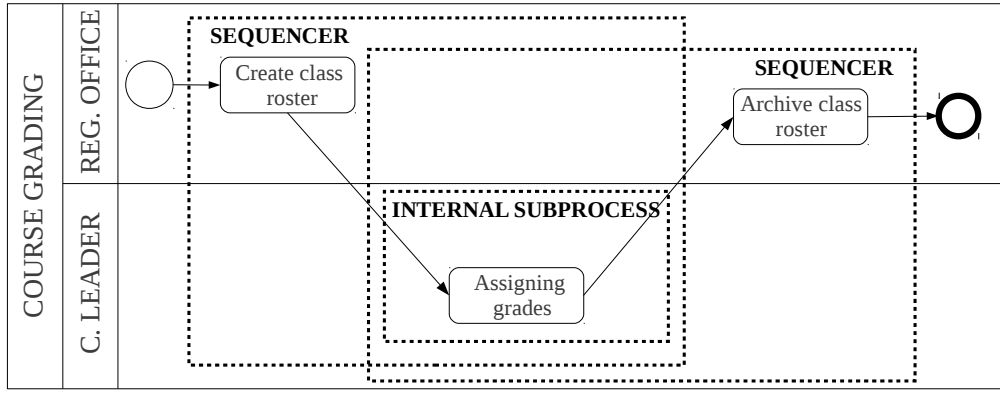 COURSE GRADING
REG. OFFICE
SEQUENCER
Create class
roster
SEQUENCER
Archive class
roster
C. LEADER
INTERNAL SUBPROCESS
Assigning
grades